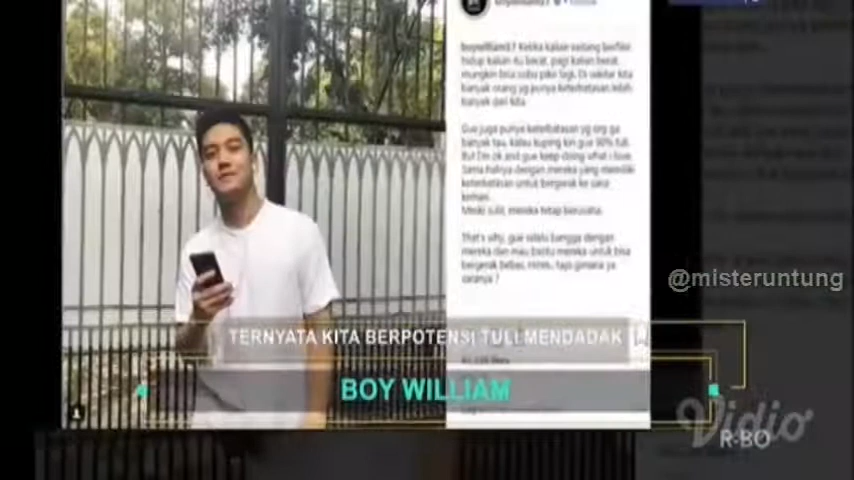 boywilliam17 Ketika kalian sedang berfikir
hidup kalian itu berat, pagi kalian berat
mungkin bisa coba pikir lagi. Di sekitar kita
banyak orang yg punya keterbatasan lebih
banyak dari kita.
Gue juga punya keterbatasan yg org ga
banyak tau, kalau kuping kiri gue 90% tuli.
But I'm ok and gue keep doing what i love.
Sama halnya dengan mereka yang memiliki
keterbatasan untuk bergerak ke sana
kemari.
Meski sulit, mereka tetap berusaha.
That's why, gue selalu bangga dengan
mereka dan mau bantu mereka untuk bisa
bergerak bebas. Hmm, tapi gimana ya
caranya ?
@misteruntung
TERNYATA KITA BERPOTENSI TULI MENDADAK
BOY WILLIAM
Vidio
R-BO